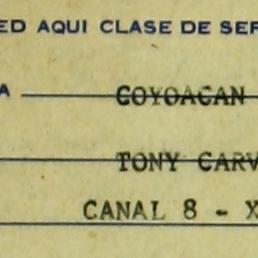 ED AQUI CLASE DE SER
A COYOACAN
TONY CARV
CANAL 8 - X